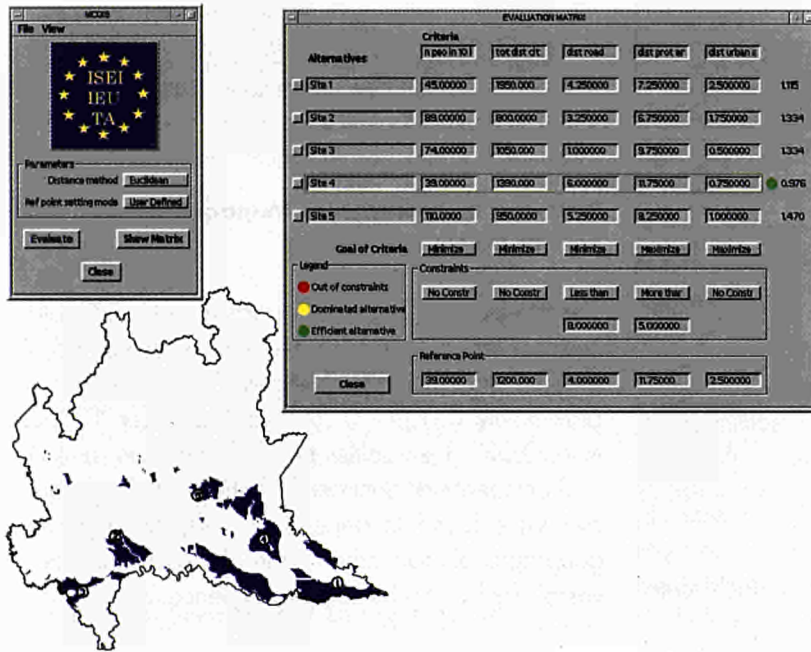 MCGIS
File View
ISEI
IEU
TA
Parameters
Distance method Euclidean
Ref point setting mode User Defined
Evaluate Show Matrix
Close
EVALUATION MATRIX
Criteria
Alternatives n peo in 10 tot dist cit dist road dist prot ar dist urban
Site 1 45.00000 1950.000 4.250000 7.250000 2.500000 1.115
Site 2 89.00000 800.0000 3.250000 6.750000 1.750000 1.334
Site 3 74.00000 1050.000 1.000000 9.750000 0.500000 1.334
Site 4 39.00000 1390.000 6.000000 11.75000 0.750000 0.976
Site 5 110.0000 950.0000 5.250000 8.250000 1.000000 1.470
Goal of Criteria Minimize Minimize Minimize Maximize Maximize
Legend
Out of constraints
Dominated alternative
Efficient alternative
Constraints
No Constr No Constr Less than More than No Constr
8.000000 5.000000
Reference Point
39.00000 1200.000 4.000000 11.75000 2.500000
Close